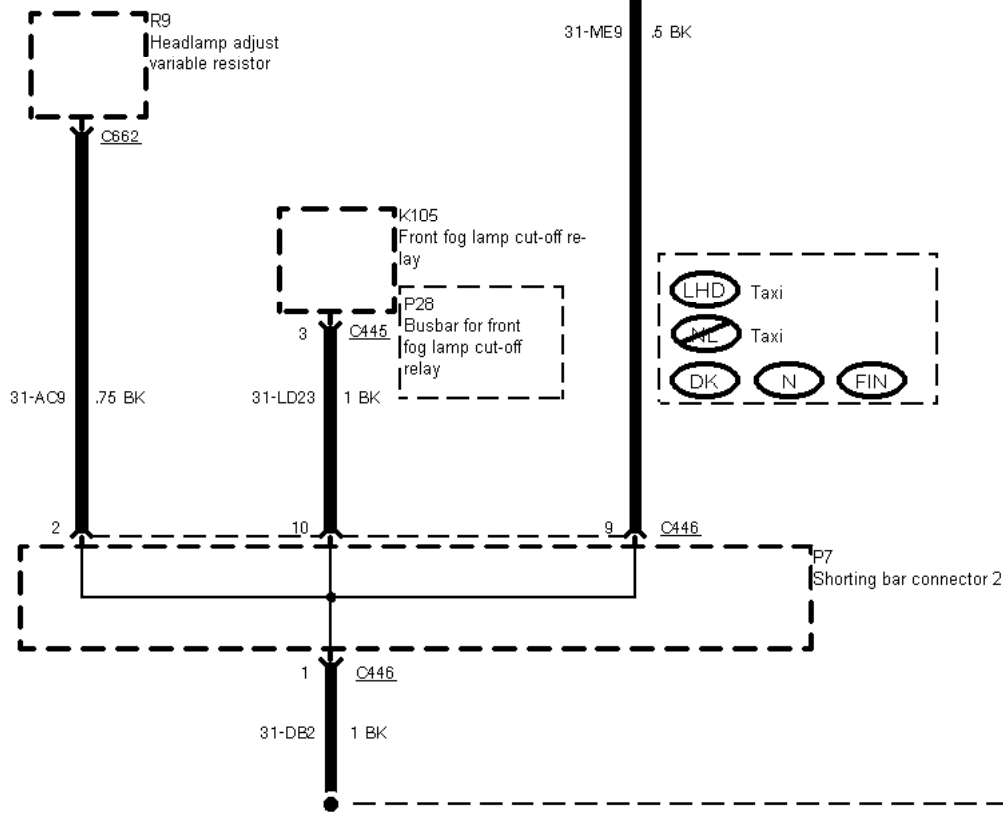 R9
Headlamp adjust
variable resistor
31-ME9 .5 BK
C662
K105
Front fog lamp cut-off re-
lay
P28
Busbar for front
fog lamp cut-off
relay
3 C445
LHD Taxi
NL Taxi
DK N FIN
31-AC9 .75 BK
31-LD23 1 BK
2 10 9 C446
P7
Shorting bar connector 2
1 C446
31-DB2 1 BK